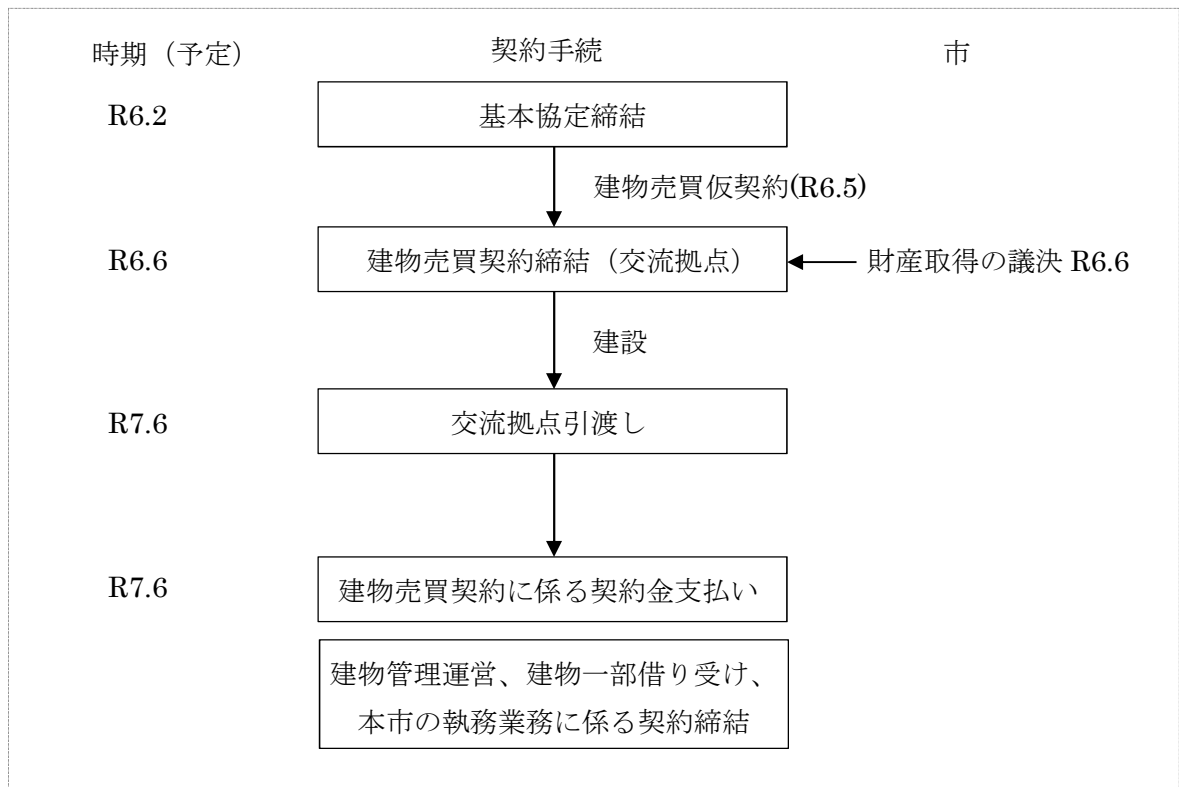 時期（予定） 契約手続 市
R6.2 基本協定締結
建物売買仮契約(R6.5)
R6.6 建物売買契約締結（交流拠点） 財産取得の議決 R6.6
建設
R7.6 交流拠点引渡し
R7.6 建物売買契約に係る契約金支払い
建物管理運営、建物一部借り受け、
本市の執務業務に係る契約締結